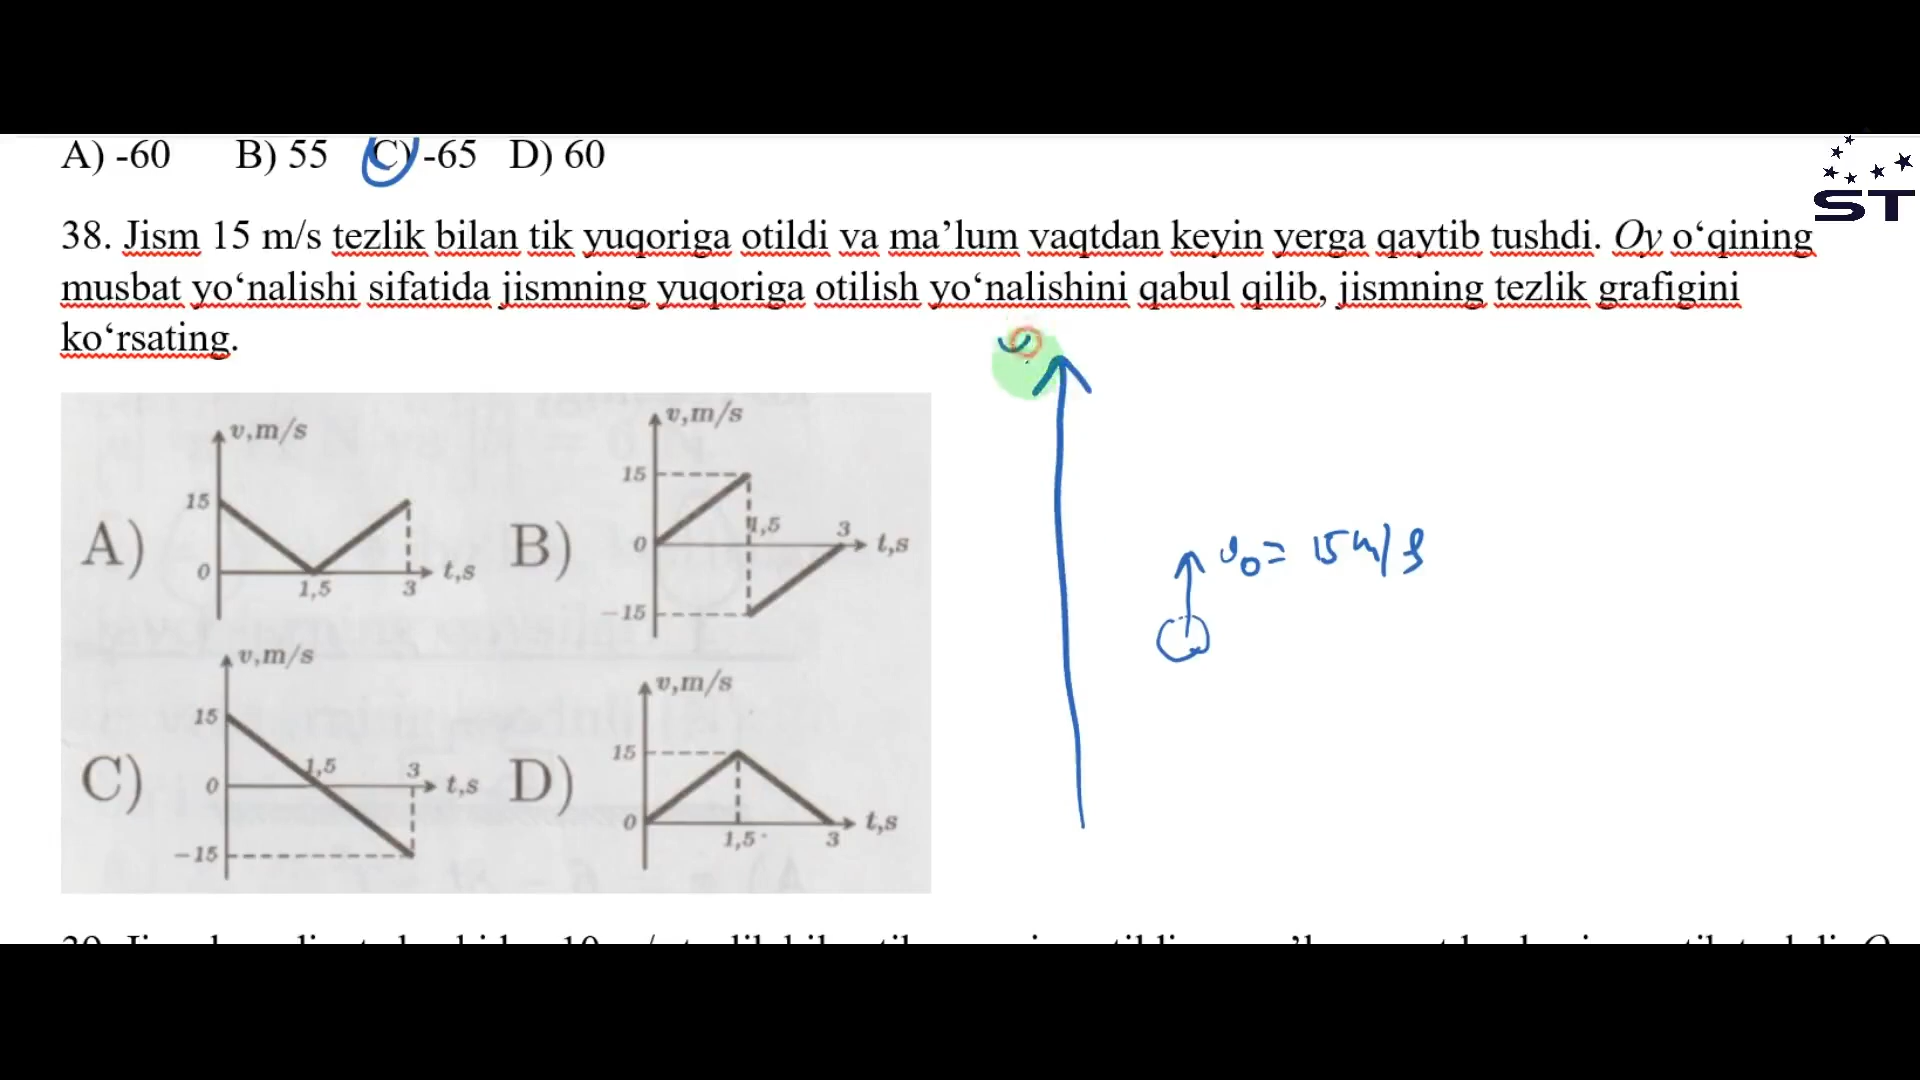 A) -60 B) 55 C) -65 D) 60
ST
38. Jism 15 m/s tezlik bilan tik yuqoriga otildi va ma’lum vaqtdan keyin yerga qaytib tushdi. Oy o‘qining
musbat yo‘nalishi sifatida jismning yuqoriga otilish yo‘nalishini qabul qilib, jismning tezlik grafigini
ko‘rsating.
A)
v,m/s
15
0
1,5
3
t,s
B)
v,m/s
15
0
-15
1,5
3
t,s
C)
v,m/s
15
0
-15
1,5
3
t,s
D)
v,m/s
15
0
1,5
3
t,s
v0 = 15 m/s